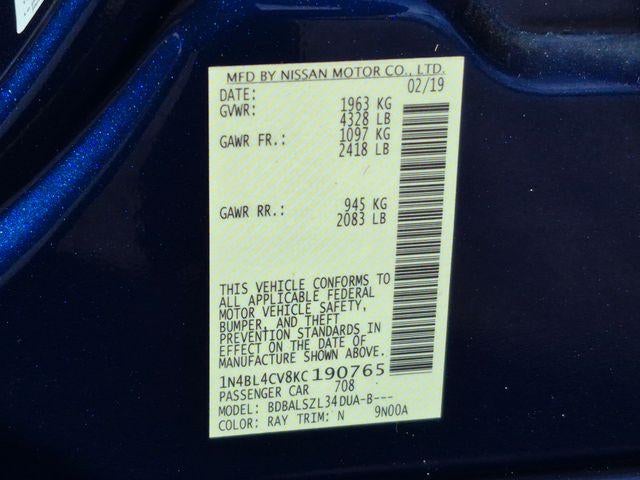 MFD BY NISSAN MOTOR CO., LTD.
DATE: 02/19
GVWR: 1963 KG
4328 LB
GAWR FR.: 1097 KG
2418 LB
GAWR RR.: 945 KG
2083 LB
THIS VEHICLE CONFORMS TO
ALL APPLICABLE FEDERAL
MOTOR VEHICLE SAFETY,
BUMPER, AND THEFT
PREVENTION STANDARDS IN
EFFECT ON THE DATE OF
MANUFACTURE SHOWN ABOVE.
1N4BL4CV8KC190765
PASSENGER CAR 708
MODEL: BDBALSZL34DUA-B---
COLOR: RAY TRIM: N 9N00A